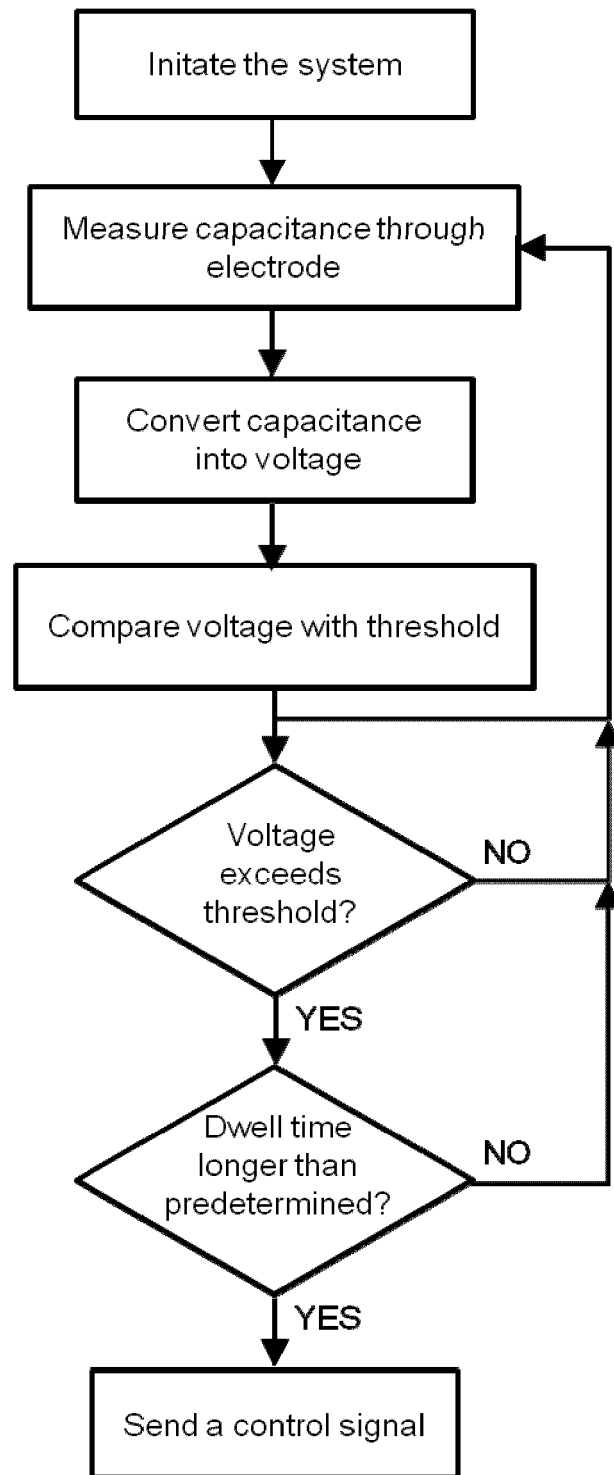 Initate the system
Measure capacitance through
electrode
Convert capacitance
into voltage
Compare voltage with threshold
Voltage
exceeds
threshold?
NO
YES
Dwell time
longer than
predetermined?
NO
YES
Send a control signal